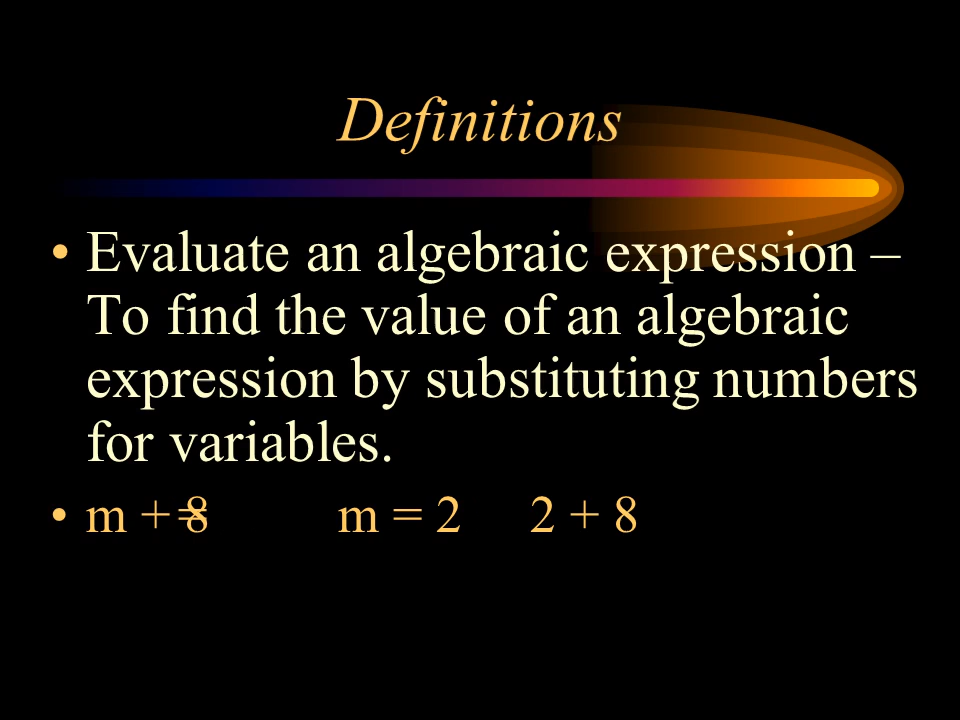 Definitions
• Evaluate an algebraic expression –
To find the value of an algebraic
expression by substituting numbers
for variables.
• m + 8 = m = 2 2 + 8